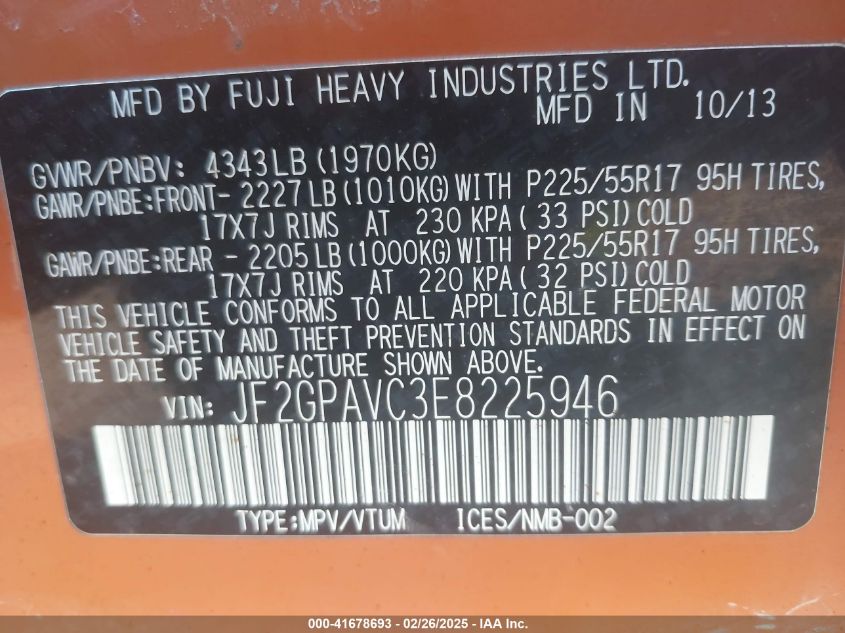 MFD BY FUJI HEAVY INDUSTRIES LTD.
MFD IN 10/13
GVWR/PNBV: 4343LB (1970KG)
GAWR/PNBE:FRONT- 2227LB (1010KG) WITH P225/55R17 95H TIRES,
17X7J RIMS AT 230 KPA ( 33 PSI) COLD
GAWR/PNBE:REAR - 2205LB (1000KG) WITH P225/55R17 95H TIRES,
17X7J RIMS AT 220 KPA ( 32 PSI) COLD
THIS VEHICLE CONFORMS TO ALL APPLICABLE FEDERAL MOTOR
VEHICLE SAFETY AND THEFT PREVENTION STANDARDS IN EFFECT ON
THE DATE OF MANUFACTURE SHOWN ABOVE.
VIN: JF2GPAVC3E8225946
TYPE:MPV/VTUM ICES/NMB-002
000-41678693 - 02/26/2025 - IAA, Inc.